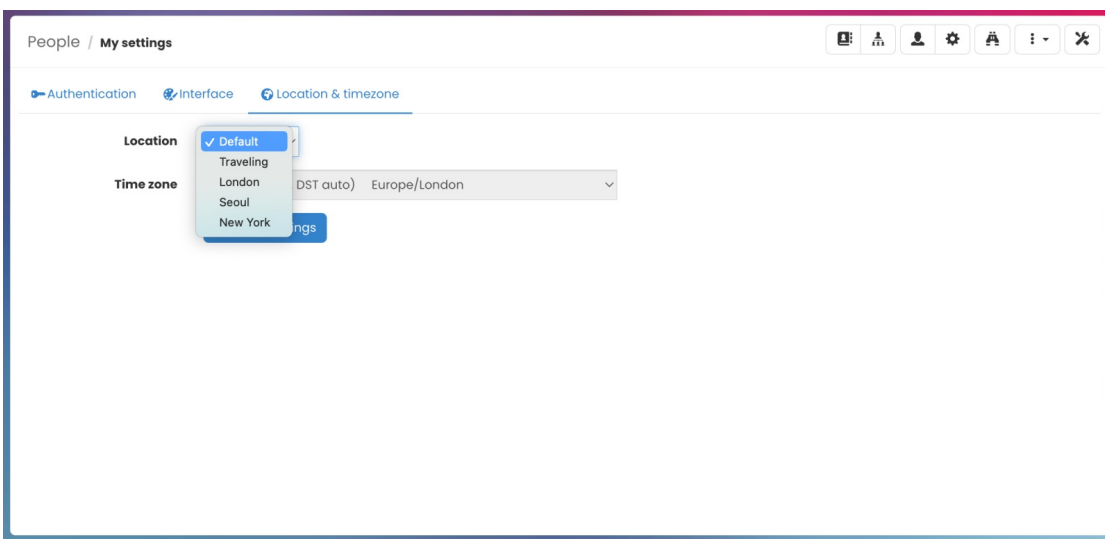 People / My settings
Authentication Interface Location & timezone
Location
✓ Default
Traveling
London
Seoul
New York
Time zone DST auto) Europe/London
ngs